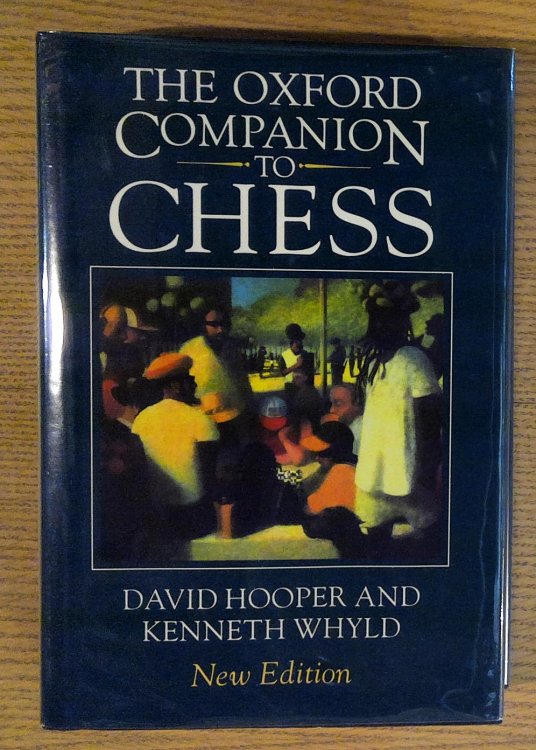 THE OXFORD
COMPANION
TO
CHESS
DAVID HOOPER AND
KENNETH WHYLD
New Edition